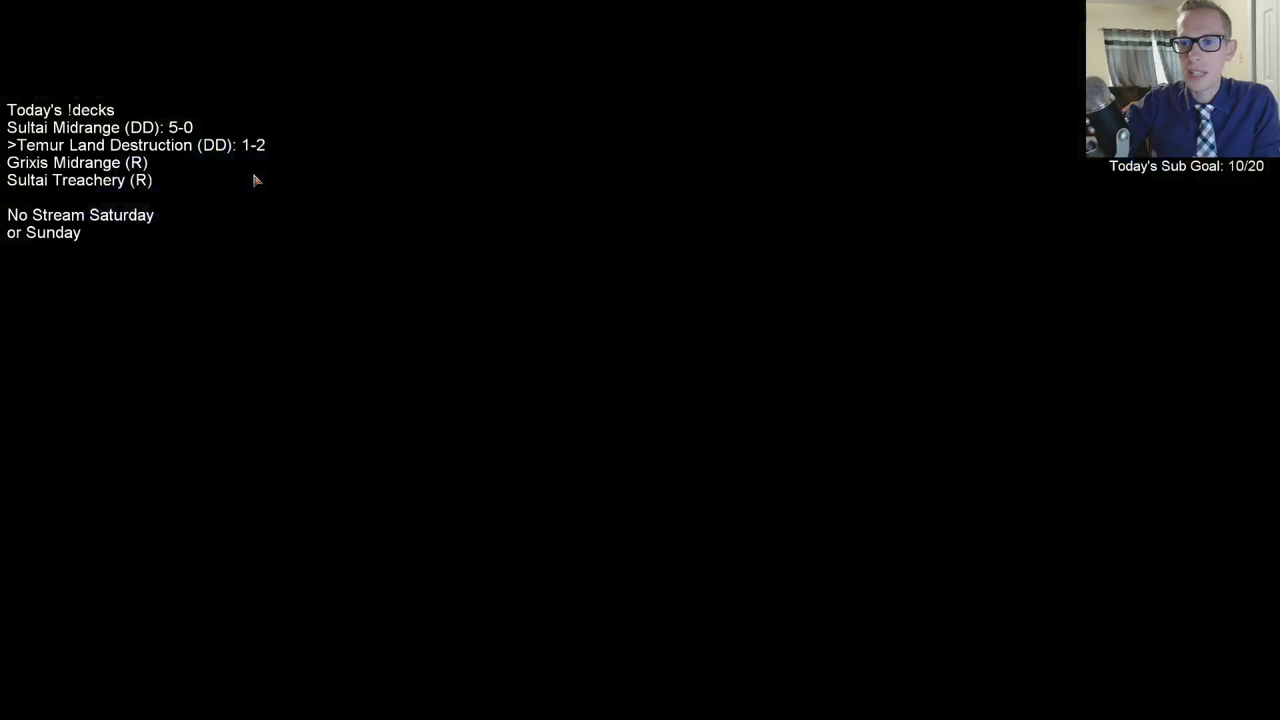 Today's !decks
Sultai Midrange (DD): 5-0
>Temur Land Destruction (DD): 1-2
Grixis Midrange (R)
Sultai Treachery (R)
No Stream Saturday
or Sunday
Today's Sub Goal: 10/20